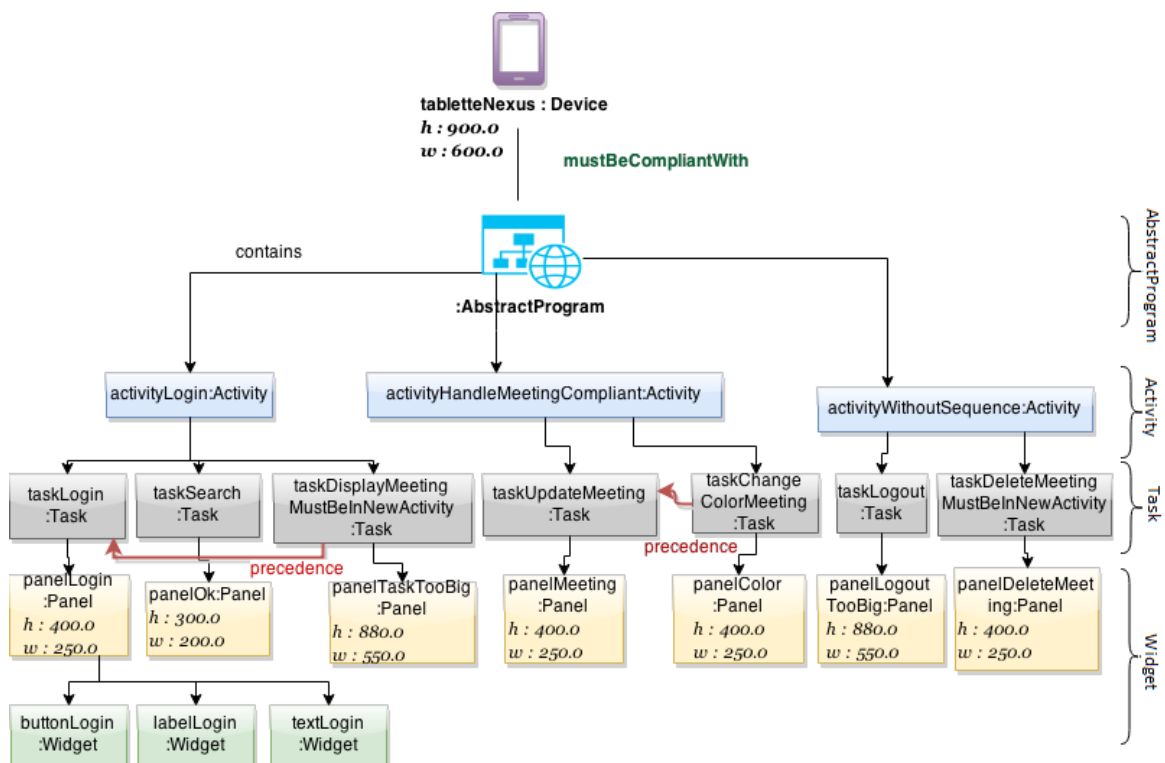 tabletteNexus : Device
h : 900.0
w : 600.0
mustBeCompliantWith
contains
:AbstractProgram
AbstractProgram
activityLogin:Activity
activityHandleMeetingCompliant:Activity
activityWithoutSequence:Activity
Activity
taskLogin
:Task
taskSearch
:Task
taskDisplayMeeting
MustBeInNewActivity
:Task
taskUpdateMeeting
:Task
taskChange
ColorMeeting
:Task
taskLogout
:Task
taskDeleteMeeting
MustBeInNewActivity
:Task
Task
precedence
precedence
panelLogin
:Panel
h : 400.0
w : 250.0
panelOk:Panel
h : 300.0
w : 200.0
panelTaskTooBig
:Panel
h : 880.0
w : 550.0
panelMeeting
:Panel
h : 400.0
w : 250.0
panelColor
:Panel
h : 400.0
w : 250.0
panelLogout
TooBig:Panel
h : 880.0
w : 550.0
panelDeleteMeet
ing:Panel
h : 400.0
w : 250.0
Widget
buttonLogin
:Widget
labelLogin
:Widget
textLogin
:Widget